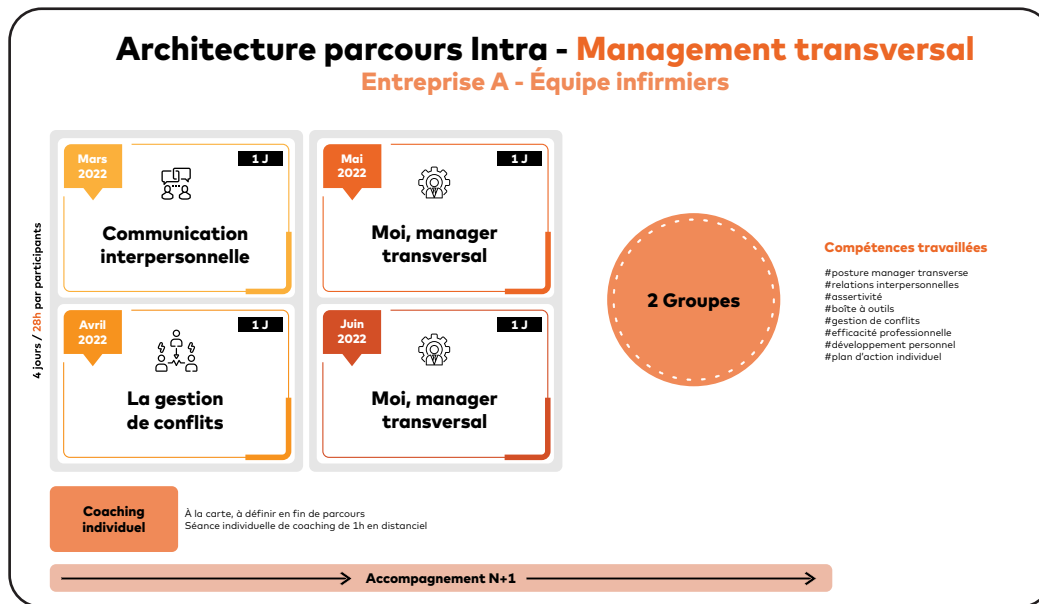 Architecture parcours Intra - Management transversal
Entreprise A - Équipe infirmiers
4 jours / 28h par participants
Mars
2022
1 J
Communication
interpersonnelle
Mai
2022
1 J
Moi, manager
transversal
Avril
2022
1 J
La gestion
de conflits
Juin
2022
1 J
Moi, manager
transversal
2 Groupes
Compétences travaillées
#posture manager transverse
#relations interpersonnelles
#assertivité
#boîte à outils
#gestion de conflits
#efficacité professionnelle
#développement personnel
#plan d'action individuel
Coaching
individuel
À la carte, à définir en fin de parcours
Séance individuelle de coaching de 1h en distanciel
Accompagnement N+1